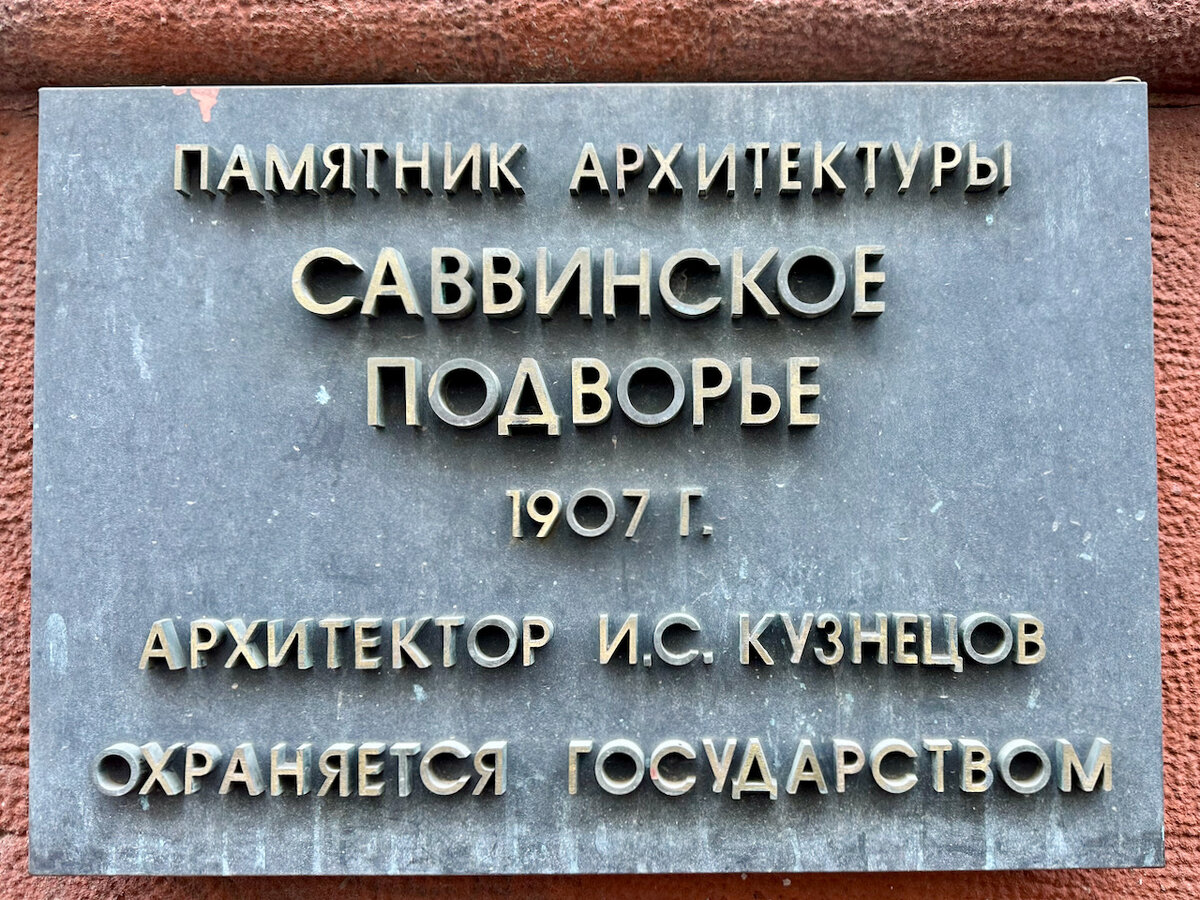 ПАМЯТНИК АРХИТЕКТУРЫ
САВВИНСКОЕ
ПОДВОРЬЕ
1907 Г.
АРХИТЕКТОР И.С. КУЗНЕЦОВ
ОХРАНЯЕТСЯ ГОСУДАРСТВОМ